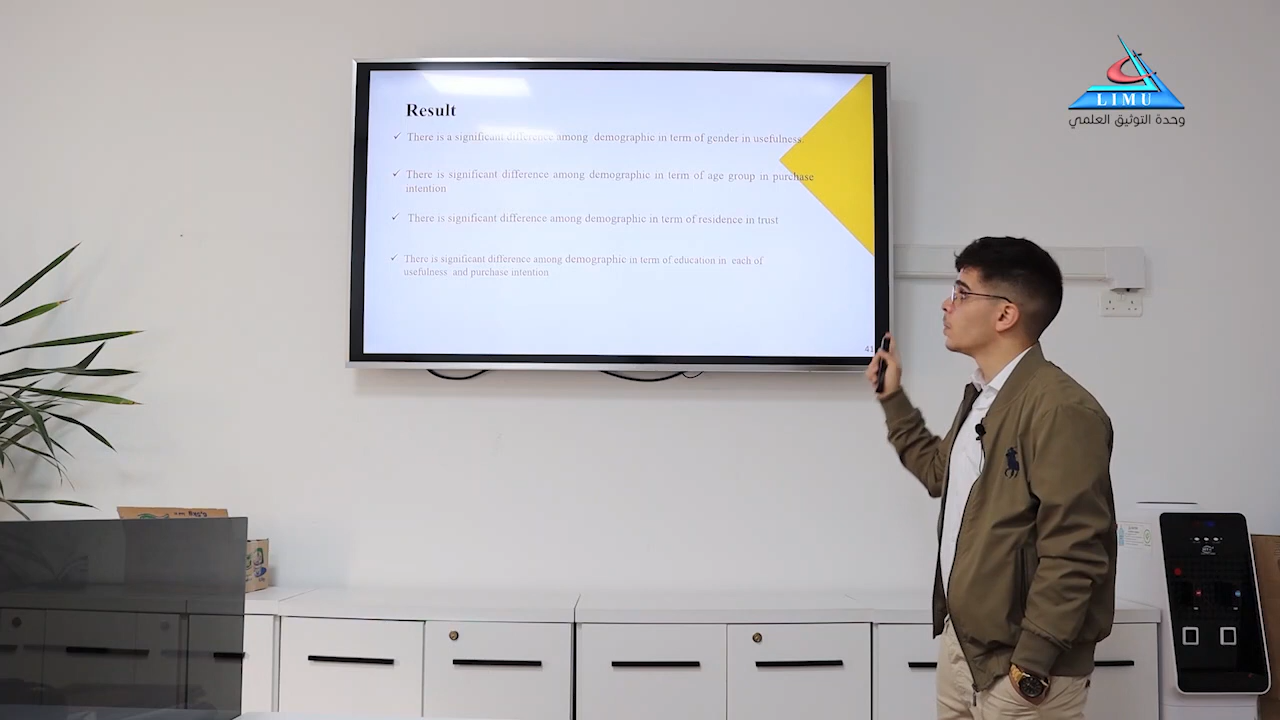 LIMU
وحدة التوثيق العلمي
Result
✓ There is a significant difference among demographic in term of gender in usefulness.
✓ There is significant difference among demographic in term of age group in purchase
intention
✓ There is significant difference among demographic in term of residence in trust
✓ There is significant difference among demographic in term of education in each of
usefulness and purchase intention
41